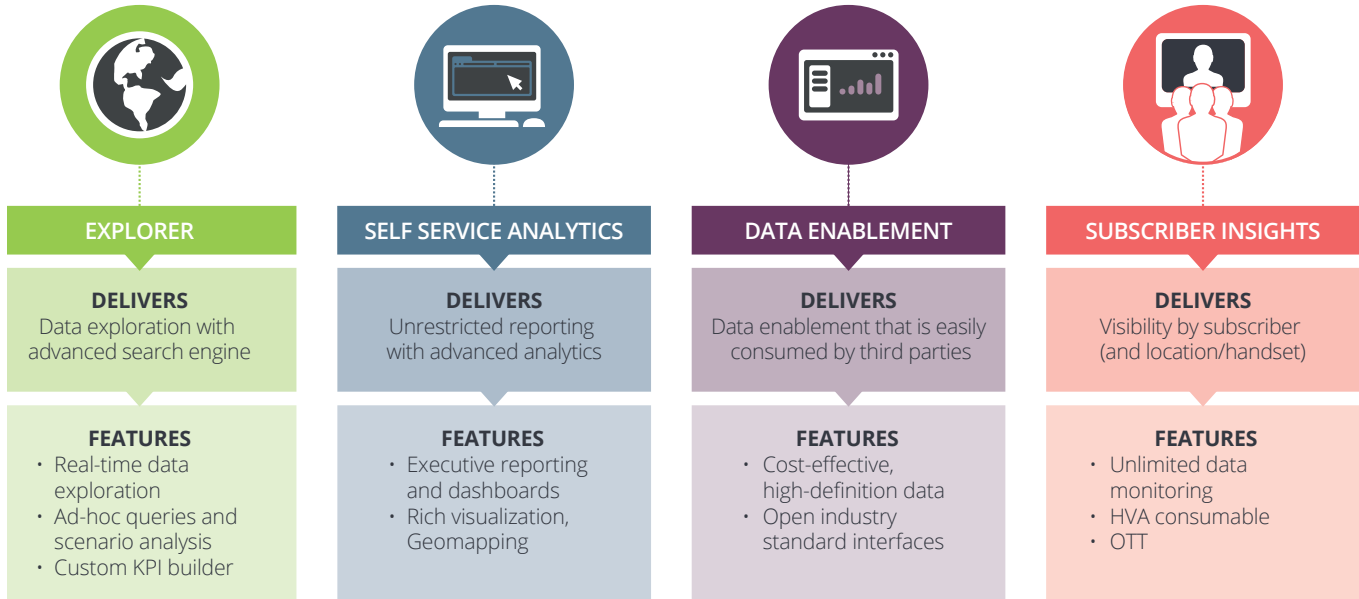 EXPLORER
DELIVERS
Data exploration with
advanced search engine
FEATURES
• Real-time data
exploration
• Ad-hoc queries and
scenario analysis
• Custom KPI builder
SELF SERVICE ANALYTICS
DELIVERS
Unrestricted reporting
with advanced analytics
FEATURES
• Executive reporting
and dashboards
• Rich visualization,
Geomapping
DATA ENABLEMENT
DELIVERS
Data enablement that is easily
consumed by third parties
FEATURES
• Cost-effective,
high-definition data
• Open industry
standard interfaces
SUBSCRIBER INSIGHTS
DELIVERS
Visibility by subscriber
(and location/handset)
FEATURES
• Unlimited data
monitoring
• HVA consumable
• OTT